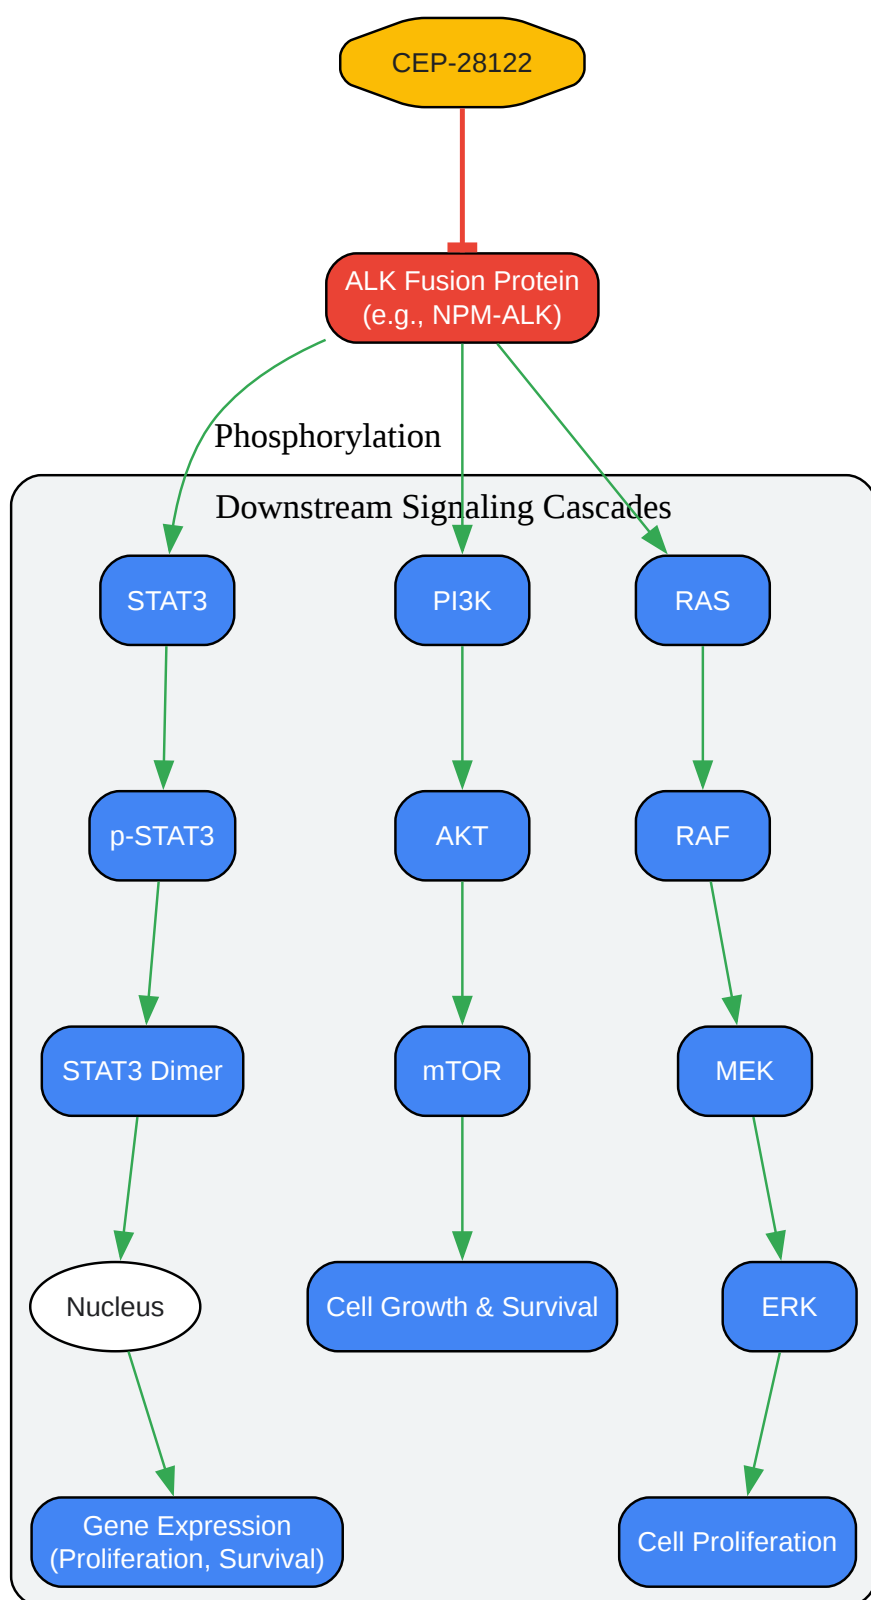 CEP-28122
ALK Fusion Protein
(e.g., NPM-ALK)
Phosphorylation
Downstream Signaling Cascades
STAT3
PI3K
RAS
p-STAT3
AKT
RAF
STAT3 Dimer
mTOR
MEK
Nucleus
Cell Growth & Survival
ERK
Gene Expression
(Proliferation, Survival)
Cell Proliferation